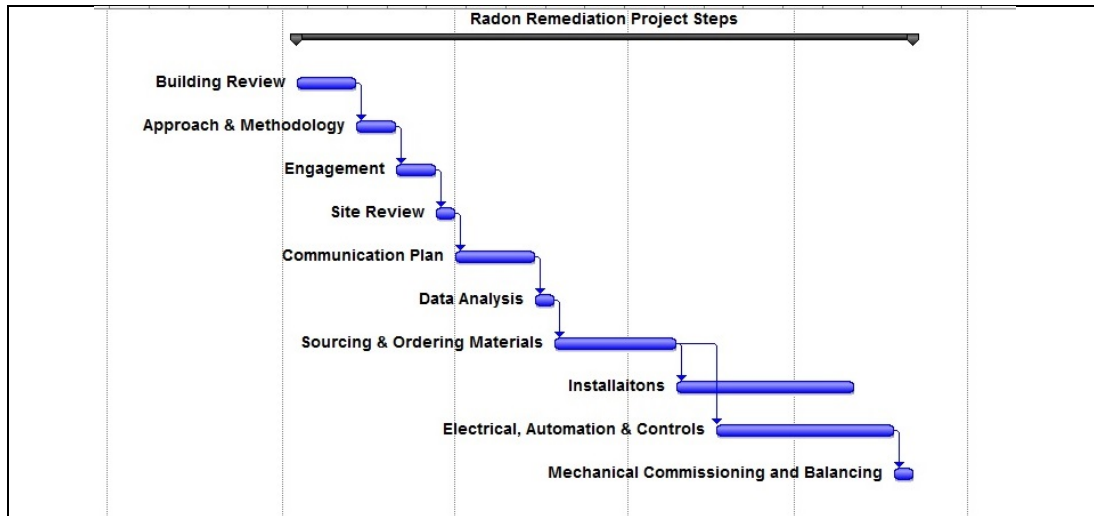 Radon Remediation Project Steps
Building Review
Approach & Methodology
Engagement
Site Review
Communication Plan
Data Analysis
Sourcing & Ordering Materials
Installaitons
Electrical, Automation & Controls
Mechanical Commissioning and Balancing